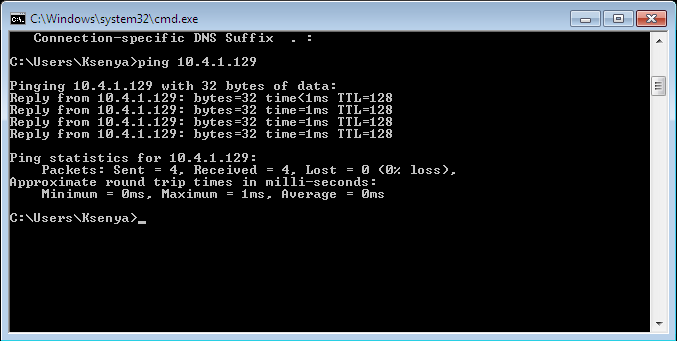 C:\Windows\system32\cmd.exe
Connection-specific DNS Suffix  . :
C:\Users\Ksenya>ping 10.4.1.129
Pinging 10.4.1.129 with 32 bytes of data:
Reply from 10.4.1.129: bytes=32 time<1ms TTL=128
Reply from 10.4.1.129: bytes=32 time=1ms TTL=128
Reply from 10.4.1.129: bytes=32 time=1ms TTL=128
Reply from 10.4.1.129: bytes=32 time=1ms TTL=128
Ping statistics for 10.4.1.129:
    Packets: Sent = 4, Received = 4, Lost = 0 (0% loss),
Approximate round trip times in milli-seconds:
    Minimum = 0ms, Maximum = 1ms, Average = 0ms
C:\Users\Ksenya>_